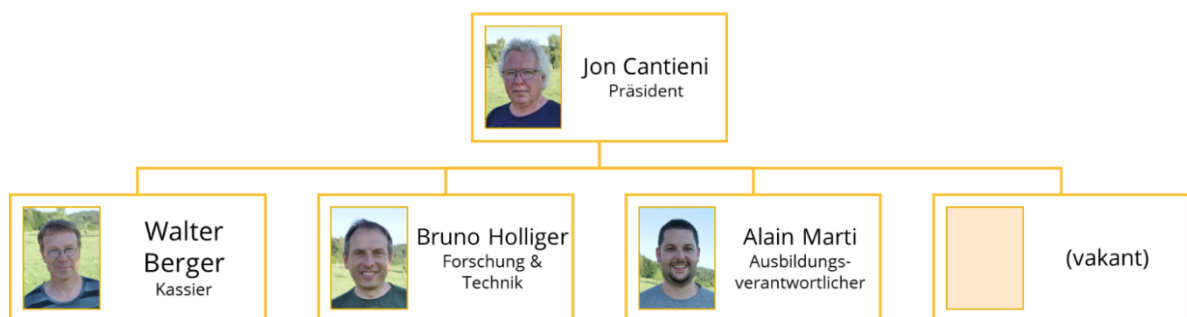 Jon Cantieni
Präsident
Walter
Berger
Kassier
Bruno Holliger
Forschung &
Technik
Alain Marti
Ausbildungs-
verantwortlicher
(vakant)